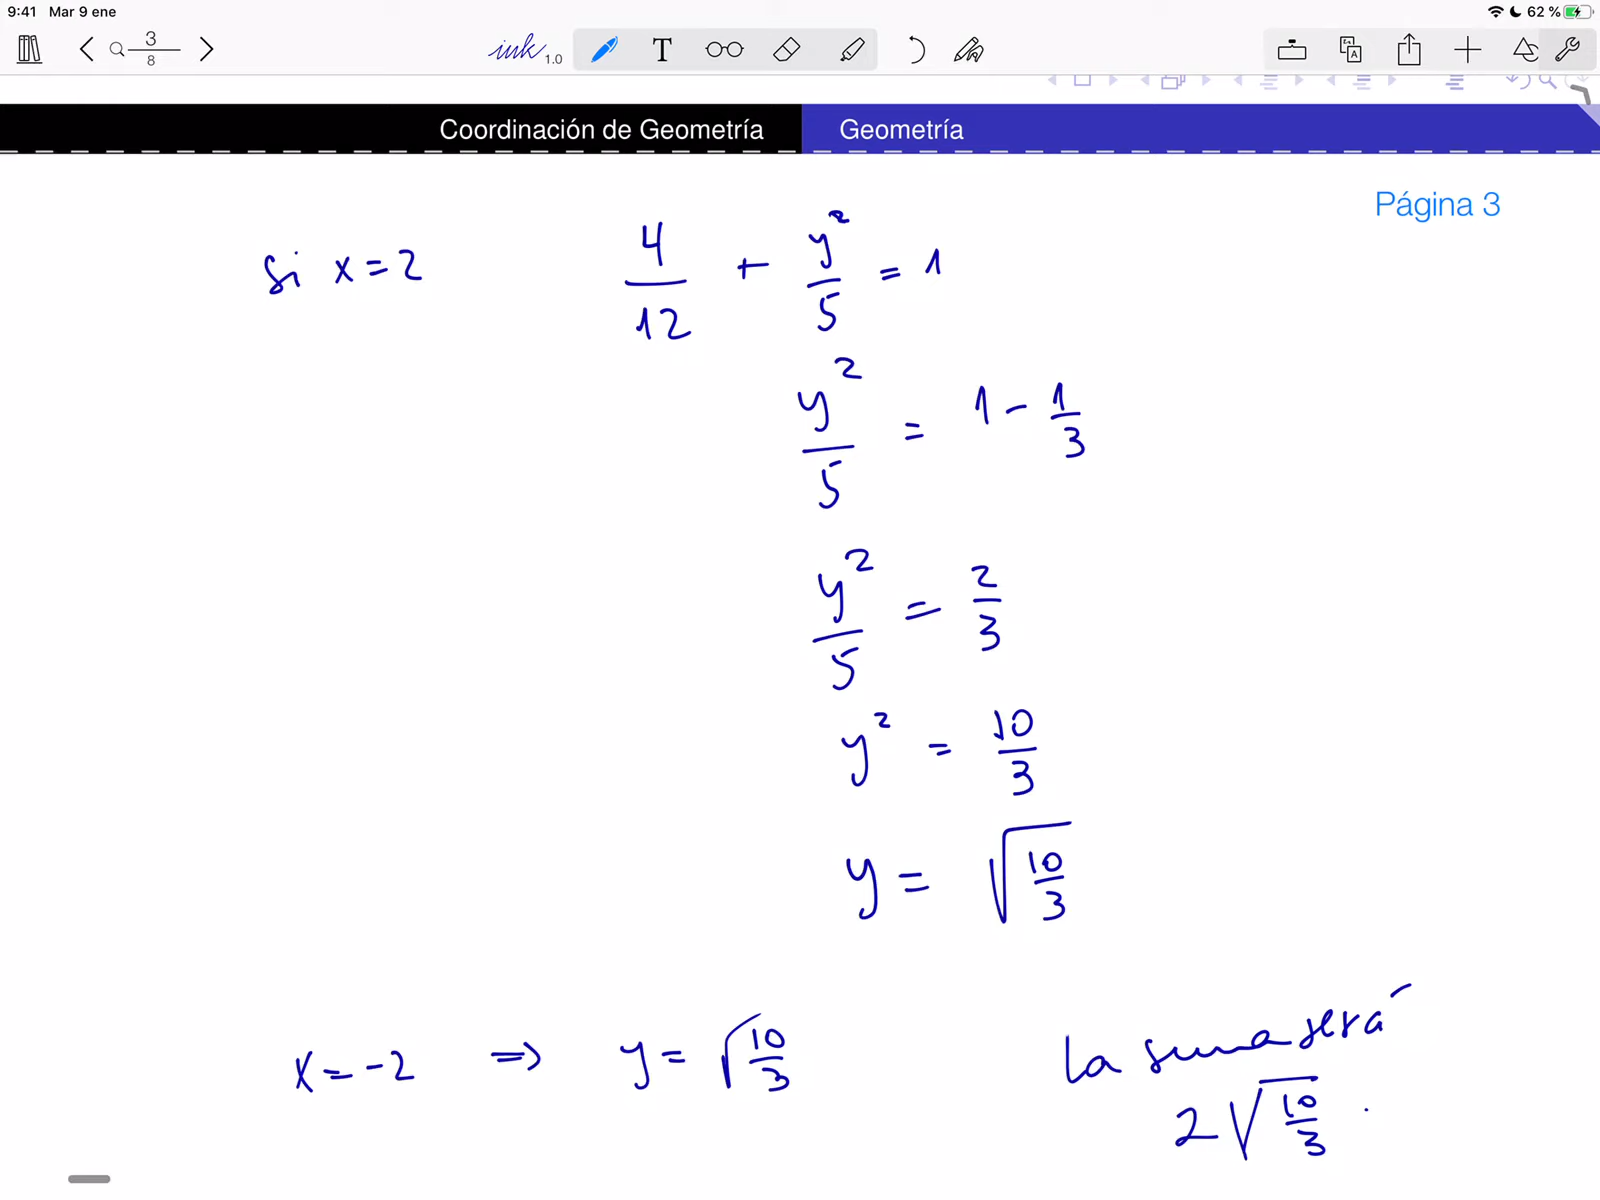 9:41 Mar 9 ene 62 %
3
8
ink 1.0 T
Coordinación de Geometría Geometría
Página 3
si x = 2 4/12 + y²/5 = 1
y²/5 = 1 - 1/3
y²/5 = 2/3
y² = 10/3
y = √(10/3)
x = -2 ⇒ y = √(10/3)
La suma será
2√(10/3) .